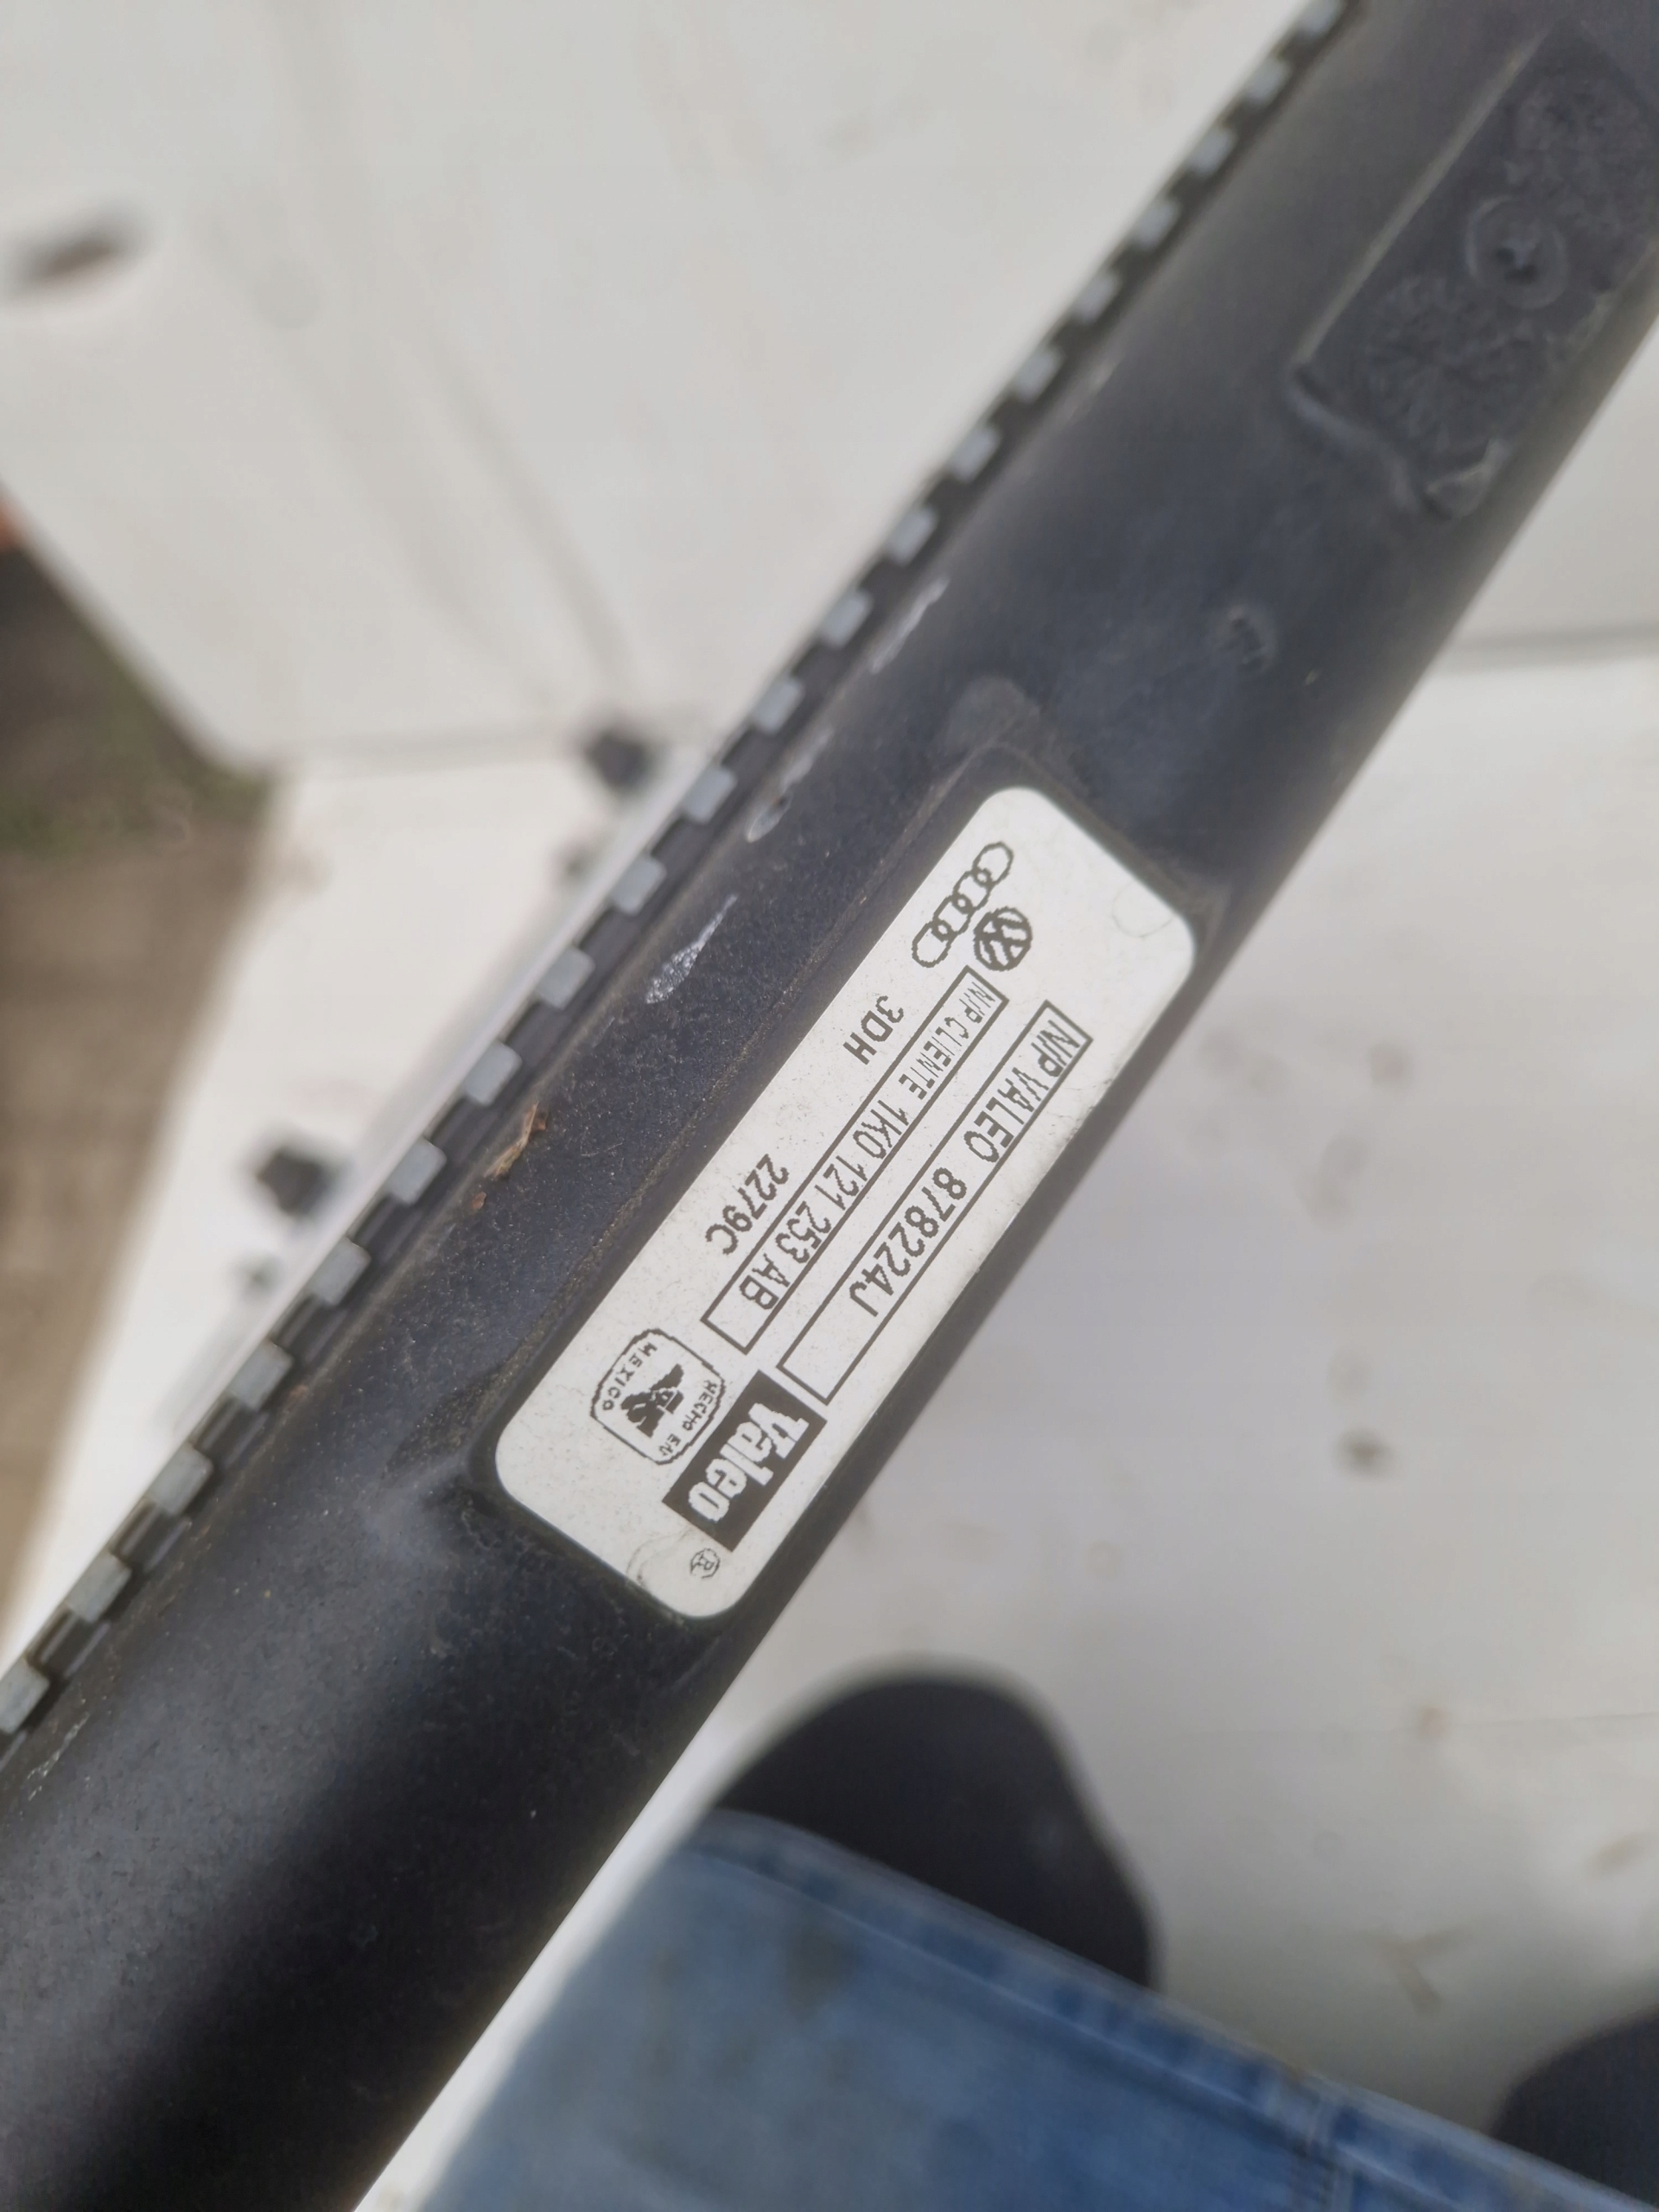 N/P VALEO 878224J
N/P CLIENTE 1K0 121 253 AB
3DH
2279C
HECHO EN
MEXICO
Valeo
®